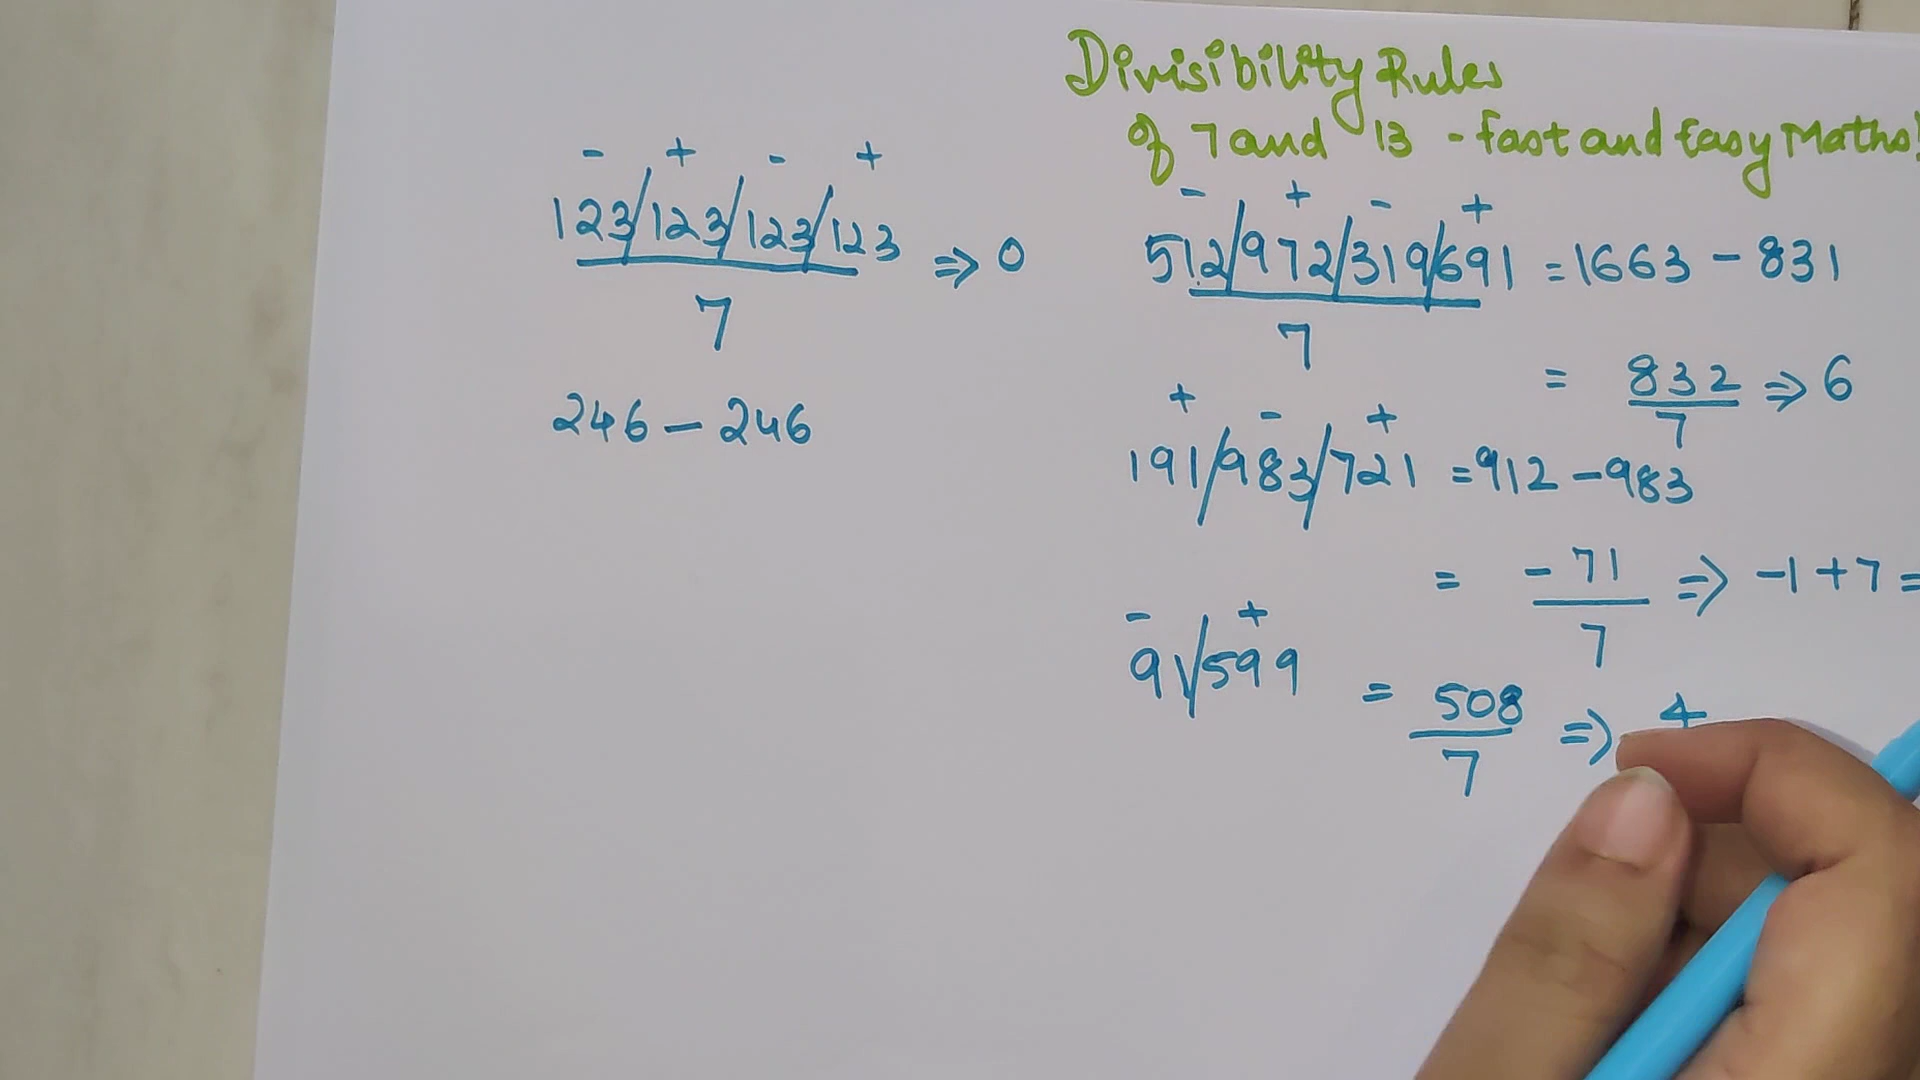 Divisibility Rules
of 7 and 13 - fast and Easy Maths!
- + - +
123/123/123/123 ⇒ 0
7
246 - 246
- + - +
512/972/319/691 = 1663 - 831
7
= 832 ⇒ 6
7
+ - +
191/983/721 = 912 - 983
= - 71 ⇒ -1 + 7 =
7
- +
9/599 = 508 ⇒ 4
7